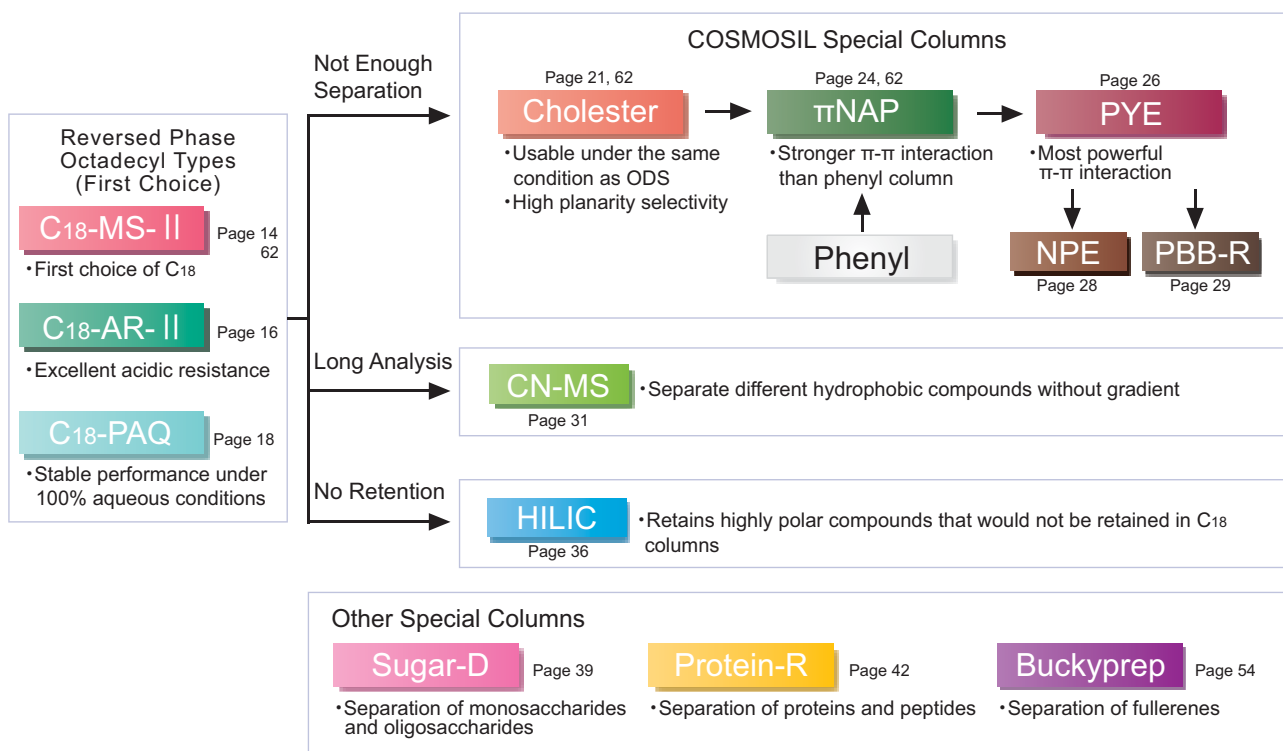 Reversed Phase
Octadecyl Types
(First Choice)
C18-MS-II
Page 14
62
・First choice of C18
C18-AR-II
Page 16
・Excellent acidic resistance
C18-PAQ
Page 18
・Stable performance under
100% aqueous conditions
Not Enough
Separation
COSMOSIL Special Columns
Page 21, 62
Cholester
・Usable under the same
condition as ODS
・High planarity selectivity
Page 24, 62
πNAP
・Stronger π-π interaction
than phenyl column
Phenyl
Page 26
PYE
・Most powerful
π-π interaction
NPE
Page 28
PBB-R
Page 29
Long Analysis
CN-MS
Page 31
・Separate different hydrophobic compounds without gradient
No Retention
HILIC
Page 36
・Retains highly polar compounds that would not be retained in C18
columns
Other Special Columns
Sugar-D
Page 39
・Separation of monosaccharides
and oligosaccharides
Protein-R
Page 42
・Separation of proteins and peptides
Buckyprep
Page 54
・Separation of fullerenes